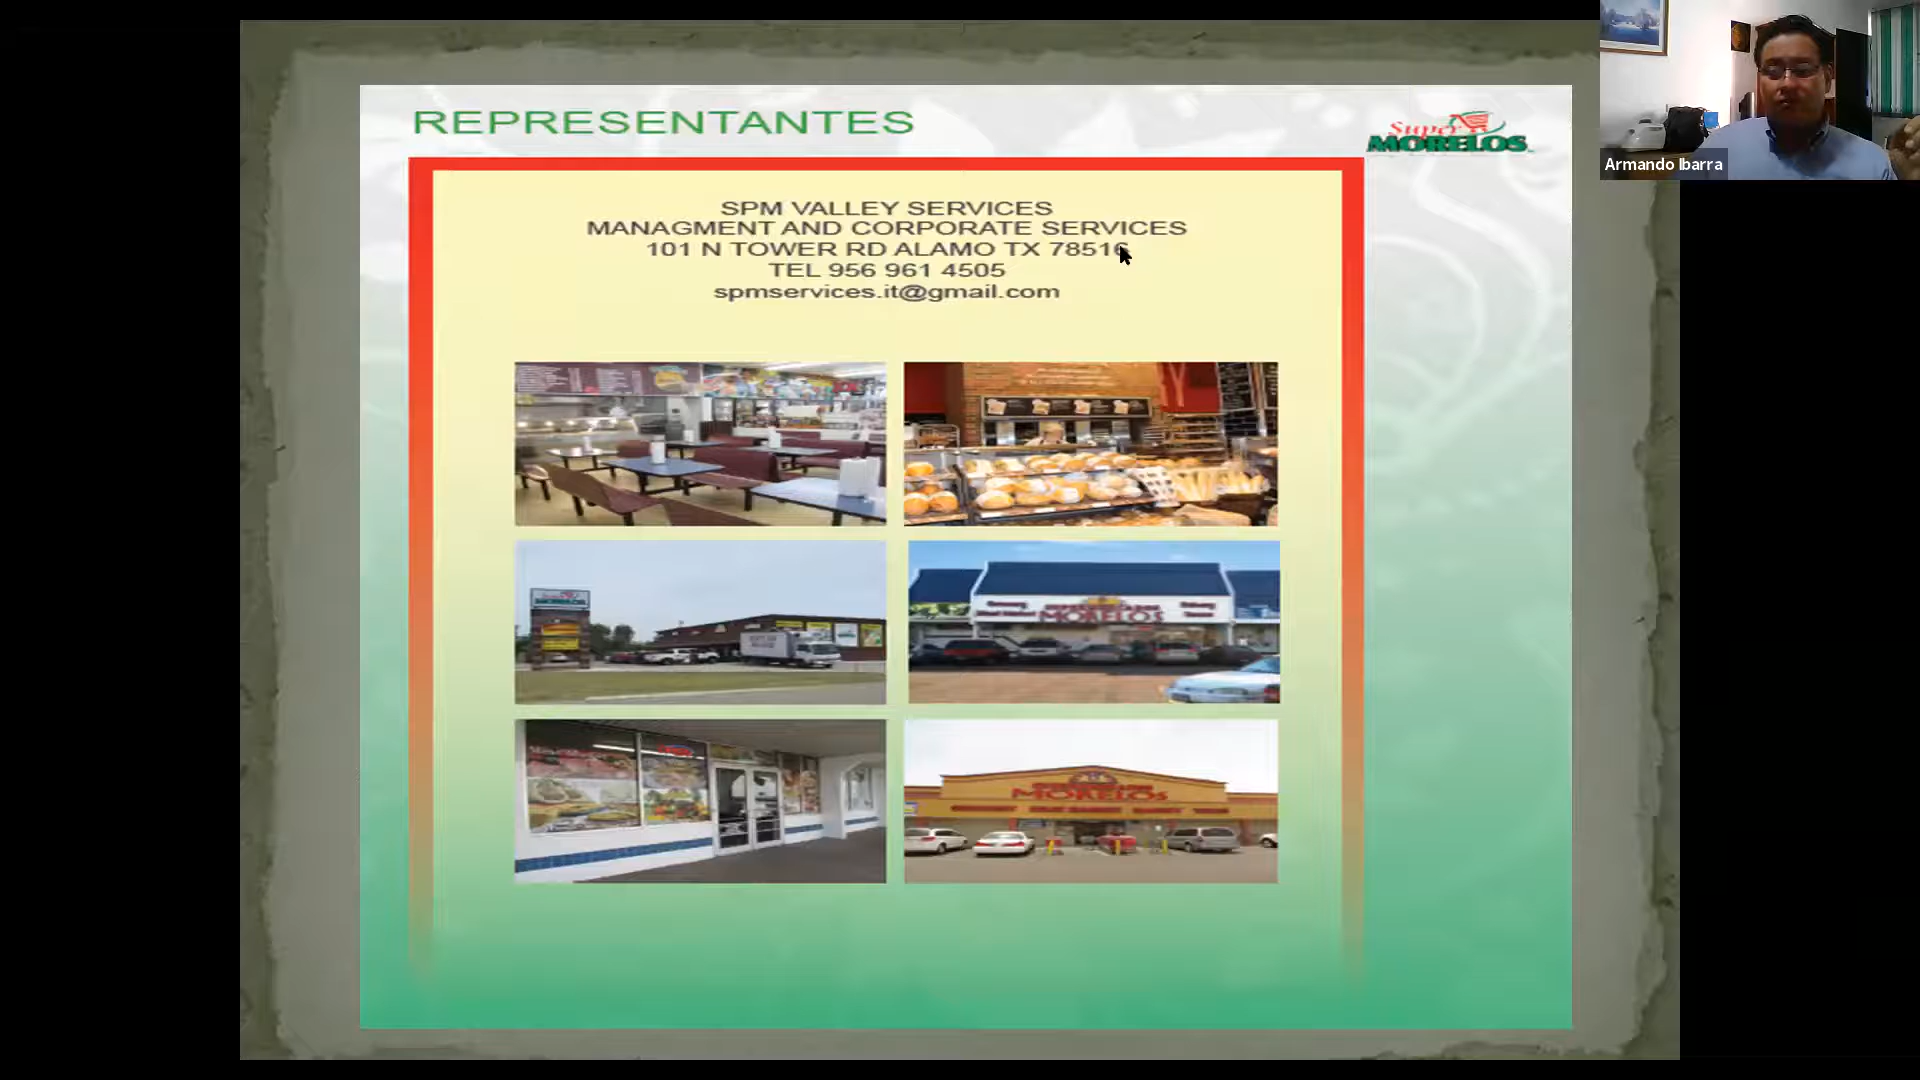 REPRESENTANTES
Super
MORELOS
Armando Ibarra
SPM VALLEY SERVICES
MANAGMENT AND CORPORATE SERVICES
101 N TOWER RD ALAMO TX 78516
TEL 956 961 4505
spmservices.it@gmail.com
MORELOS
MORELOS
MORELOS